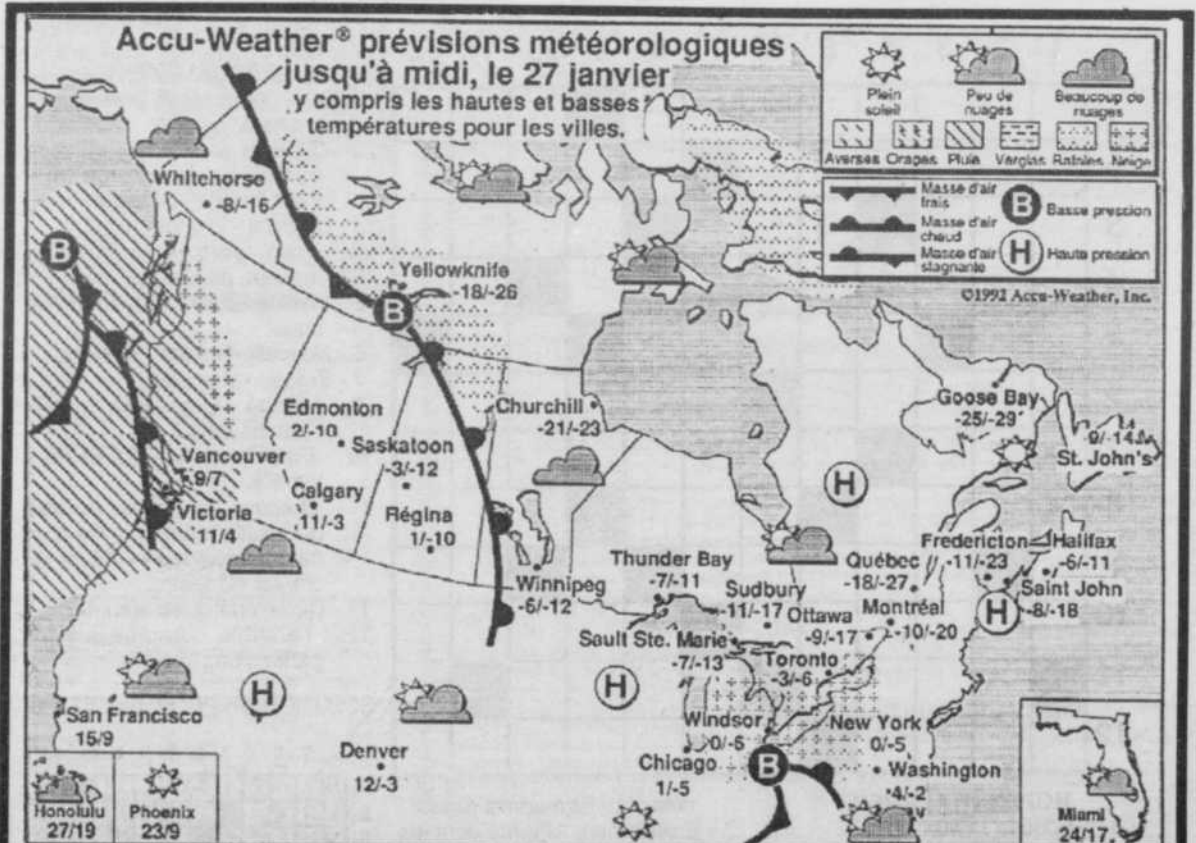 Accu-Weather® prévisions météorologiques
jusqu'à midi, le 27 janvier
y compris les hautes et basses
températures pour les villes.
Plein
soleil
Peu de
nuages
Beaucoup de
nuages
Averses
Orages
Pluie
Verglas
Rafales
Neige
Masse d'air
frais
Masse d'air
chaud
Masse d'air
stagnante
B
Basse pression
H
Haute pression
©1992 Accu-Weather, Inc.
Whitehorse
-8/-16
B
Yellowknife
-18/-26
B
Goose Bay
-25/-29
-9/-14
St. John's
Churchill
-21/-23
Edmonton
2/-10
Saskatoon
-3/-12
Vancouver
9/7
Calgary
11/-3
Régina
1/-10
Victoria
11/4
H
Winnipeg
-6/-12
Thunder Bay
-7/-11
Sudbury
-11/-17
Québec
-18/-27
Fredericton
-11/-23
Halifax
-6/-11
Saint John
-8/-18
H
Ottawa
-9/-17
Montréal
-10/-20
Sault Ste. Marie
-7/-13
Toronto
-3/-6
H
H
San Francisco
15/9
Windsor
0/-6
New York
0/-5
Denver
12/-3
Chicago
1/-5
B
Washington
4/-2
Honolulu
27/19
Phoenix
23/9
Miami
24/17